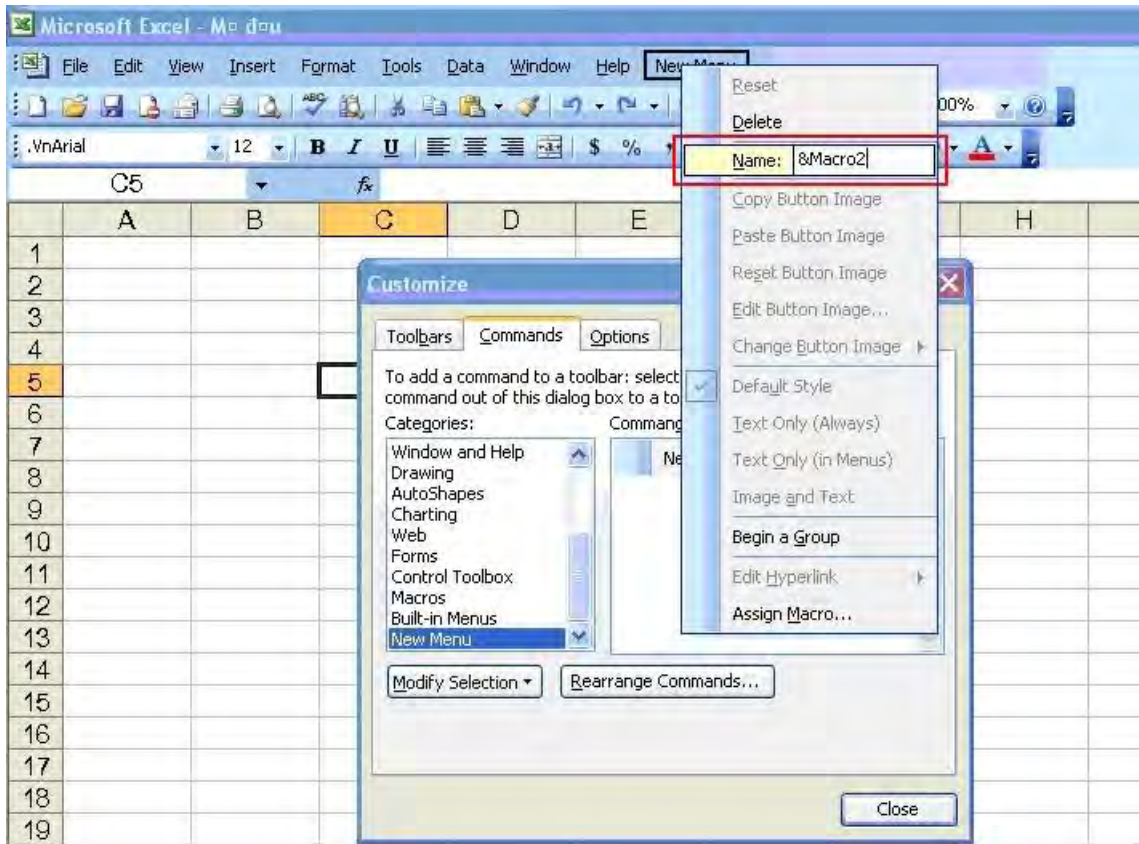 Microsoft Excel - M¤ d¤u
File Edit View Insert Format Tools Data Window Help New Menu
ABC 00%
.VnArial 12 B I U $ %
C5 fx
A B C D E H
1
2
3
4
5
6
7
8
9
10
11
12
13
14
15
16
17
18
19
Reset
Delete
Name: &Macro2
Copy Button Image
Paste Button Image
Reset Button Image
Edit Button Image...
Change Button Image
Default Style
Text Only (Always)
Text Only (in Menus)
Image and Text
Begin a Group
Edit Hyperlink
Assign Macro...
Customize
Toolbars Commands Options
To add a command to a toolbar: select
command out of this dialog box to a to
Categories: Command
Window and Help
Drawing
AutoShapes
Charting
Web
Forms
Control Toolbox
Macros
Built-in Menus
New Menu
Ne
Modify Selection Rearrange Commands...
Close